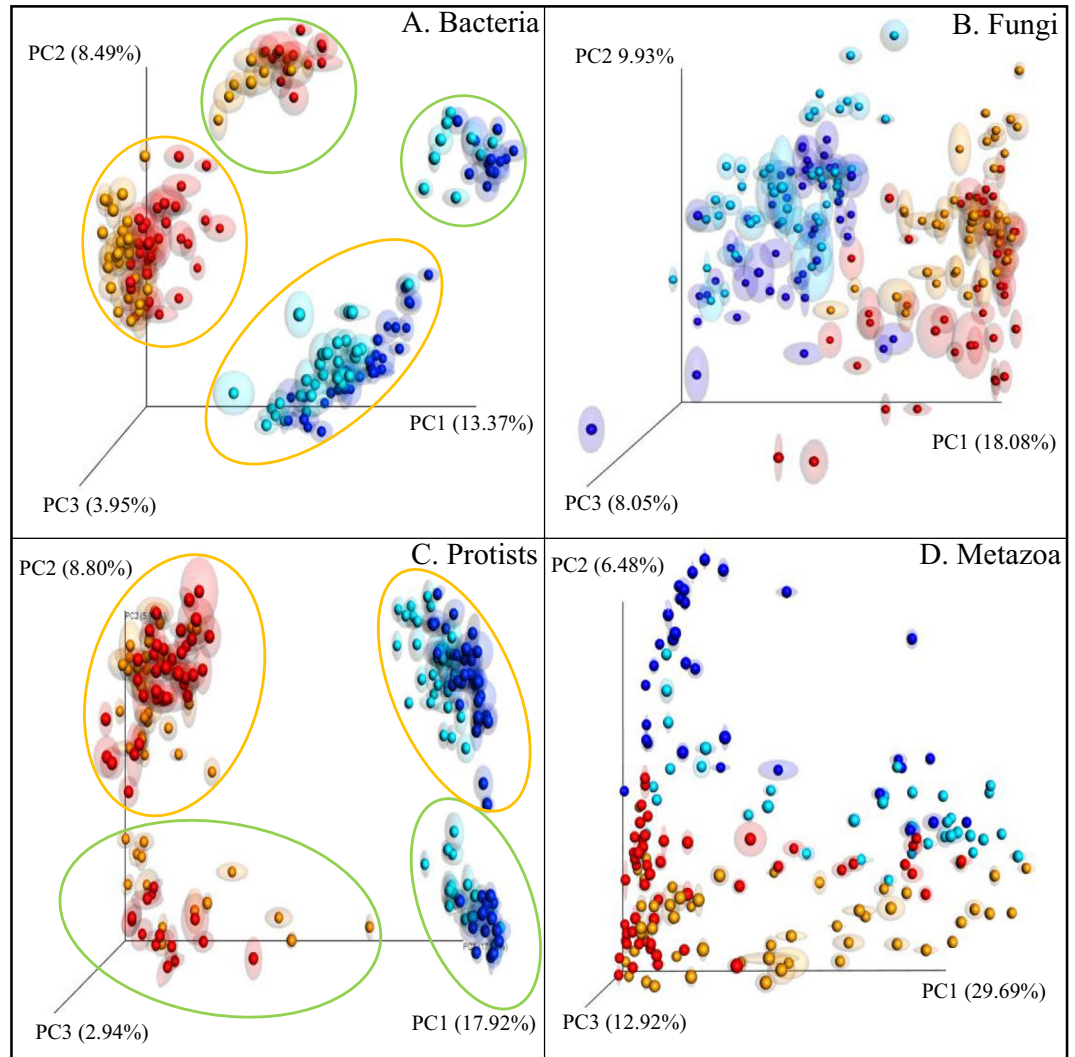 A. Bacteria
PC2 (8.49%)
PC1 (13.37%)
PC3 (3.95%)
B. Fungi
PC2 9.93%
PC1 (18.08%)
PC3 (8.05%)
C. Protists
PC2 (8.80%)
PC1 (17.92%)
PC3 (2.94%)
D. Metazoa
PC2 (6.48%)
PC1 (29.69%)
PC3 (12.92%)